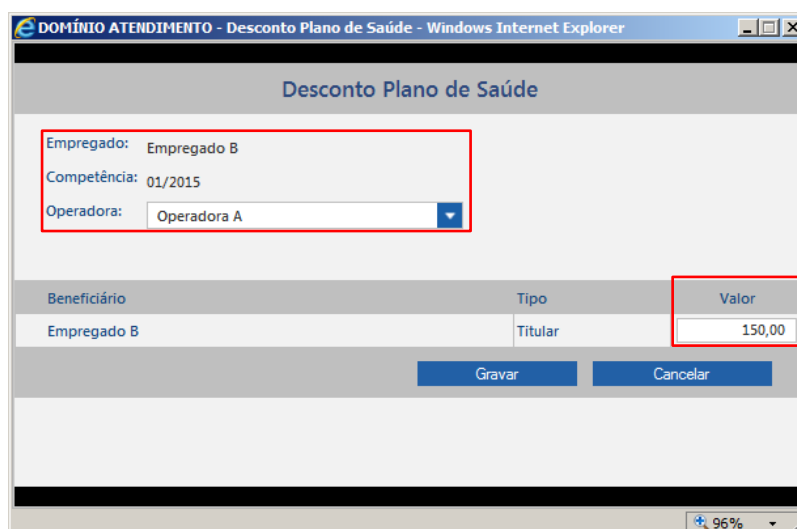 DOMÍNIO ATENDIMENTO - Desconto Plano de Saúde - Windows Internet Explorer
Desconto Plano de Saúde
Empregado: Empregado B
Competência: 01/2015
Operadora: Operadora A
Beneficiário Tipo Valor
Empregado B Titular 150,00
Gravar Cancelar
96%